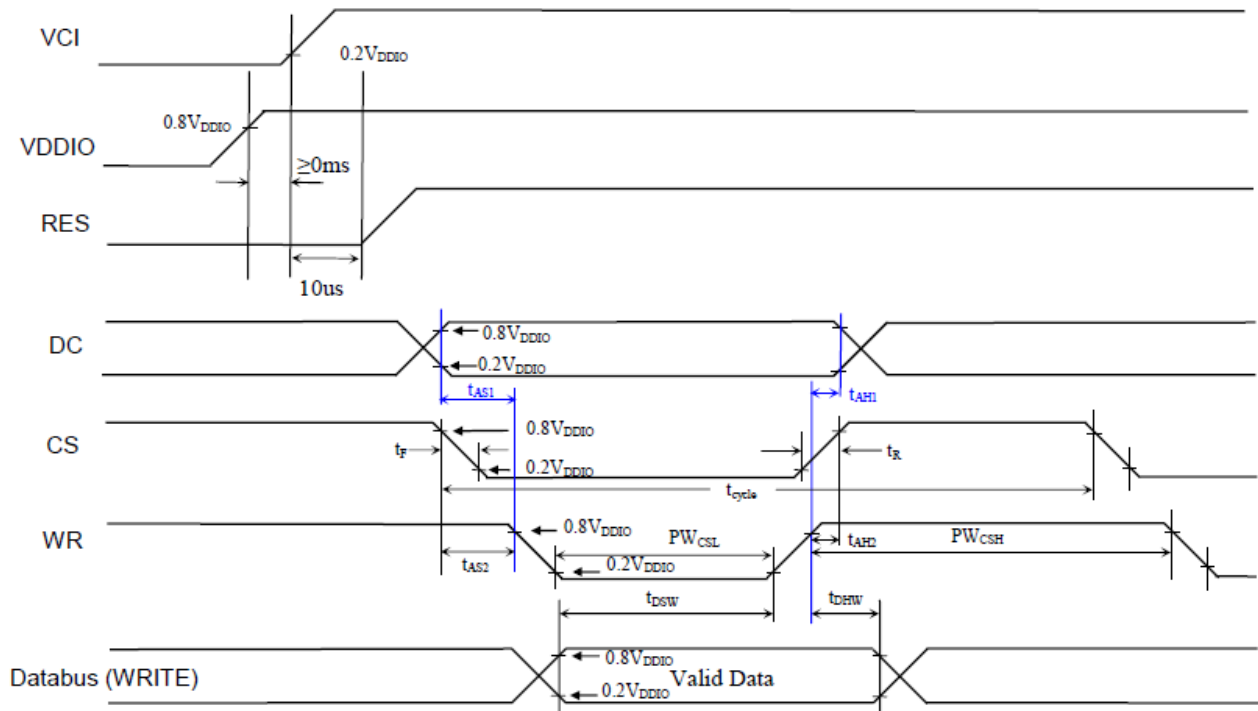 VCI
0.2VDDIO
0.8VDDIO
VDDIO
≥0ms
RES
10us
0.8VDDIO
DC
0.2VDDIO
tAS1
tAH1
CS
0.8VDDIO
tF
0.2VDDIO
tR
tcycle
WR
0.8VDDIO
PWCSL
tAH2
PWCSH
tAS2
0.2VDDIO
tDSW
tDHW
0.8VDDIO
Databus (WRITE)
Valid Data
0.2VDDIO